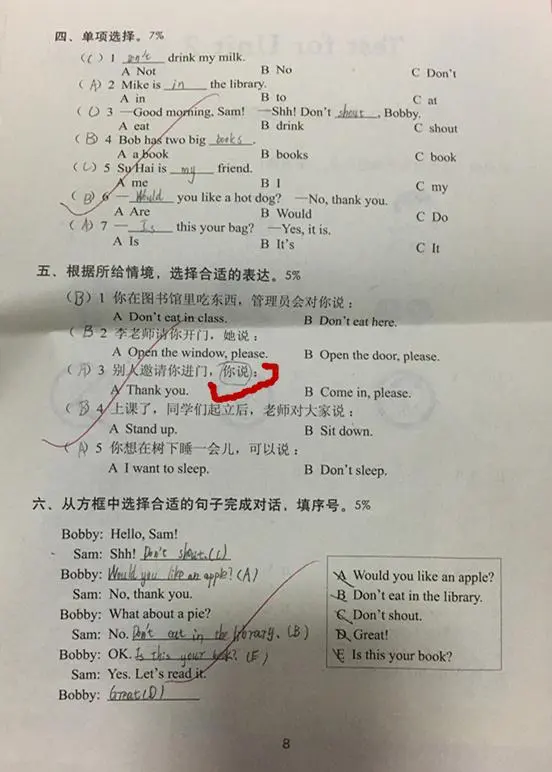 四、单项选择。7%
(C) 1 Don't drink my milk.
A Not B No C Don't
(A) 2 Mike is in the library.
A in B to C at
(C) 3 —Good morning, Sam! —Shh! Don't shout, Bobby.
A eat B drink C shout
(B) 4 Bob has two big books.
A a book B books C book
(C) 5 Su Hai is my friend.
A me B I C my
(B) 6 —Would you like a hot dog? —No, thank you.
A Are B Would C Do
(A) 7 —Is this your bag? —Yes, it is.
A Is B It's C It
五、根据所给情境，选择合适的表达。5%
(B) 1 你在图书馆里吃东西，管理员会对你说：
A Don't eat in class. B Don't eat here.
(B) 2 李老师请你开门，她说：
A Open the window, please. B Open the door, please.
(A) 3 别人邀请你进门，你说：
A Thank you. B Come in, please.
(B) 4 上课了，同学们起立后，老师对大家说：
A Stand up. B Sit down.
(A) 5 你想在树下睡一会儿，可以说：
A I want to sleep. B Don't sleep.
六、从方框中选择合适的句子完成对话，填序号。5%
Bobby: Hello, Sam!
Sam: Shh! Don't shout.(C)
Bobby: Would you like an apple? (A)
Sam: No, thank you.
Bobby: What about a pie?
Sam: No. Don't eat in the library. (B)
Bobby: OK. Is this your book? (E)
Sam: Yes. Let's read it.
Bobby: Great(D)
A Would you like an apple?
B Don't eat in the library.
C Don't shout.
D Great!
E Is this your book?
8